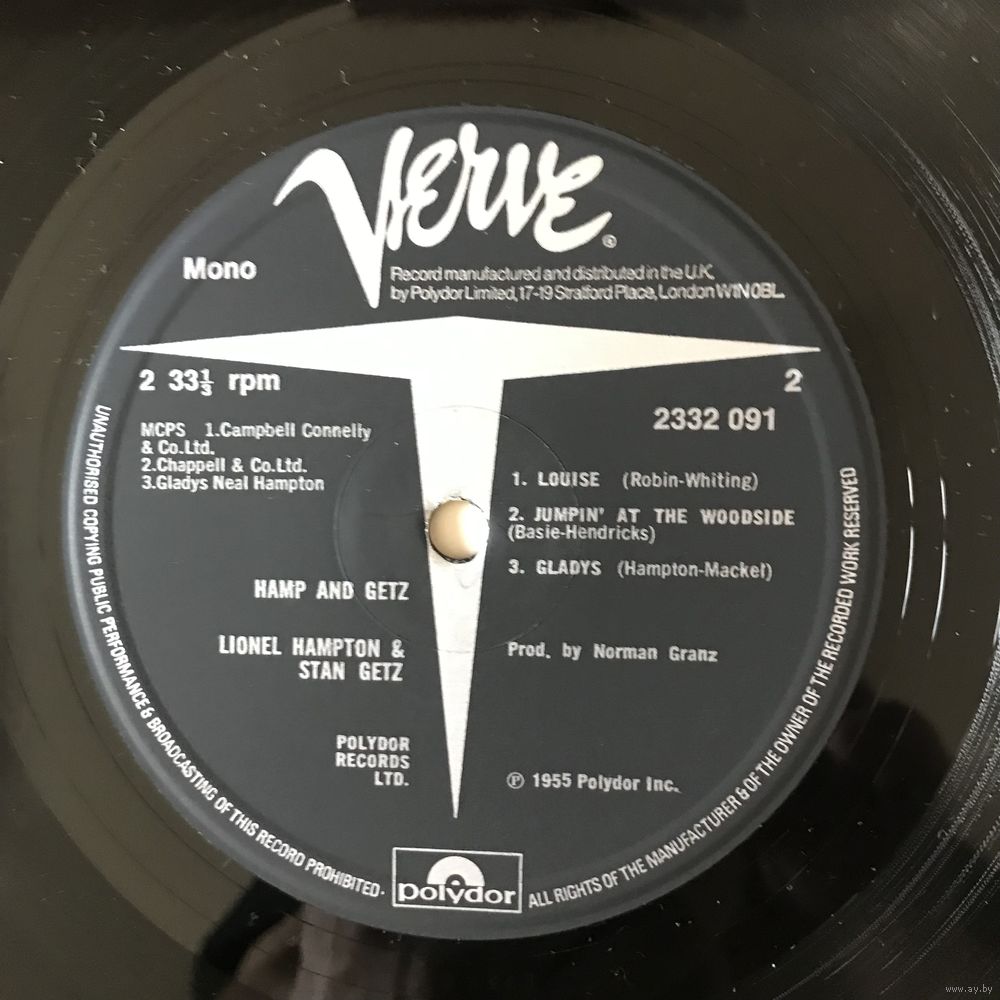 Verve®
Mono
Record manufactured and distributed in the U.K.
by Polydor Limited, 17-19 Stratford Place, London W1N 0BL.
2 33⅓ rpm
2
2332 091
MCPS 1.Campbell Connelly
& Co.Ltd.
2.Chappell & Co.Ltd.
3.Gladys Neal Hampton
1. LOUISE (Robin-Whiting)
2. JUMPIN' AT THE WOODSIDE
(Basie-Hendricks)
3. GLADYS (Hampton-Mackel)
HAMP AND GETZ
LIONEL HAMPTON &
STAN GETZ
Prod. by Norman Granz
POLYDOR
RECORDS
LTD.
℗ 1955 Polydor Inc.
polydor
UNAUTHORISED COPYING PUBLIC PERFORMANCE & BROADCASTING OF THIS RECORD PROHIBITED·
ALL RIGHTS OF THE MANUFACTURER & OF THE OWNER OF THE RECORDED WORK RESERVED
www.ay.by